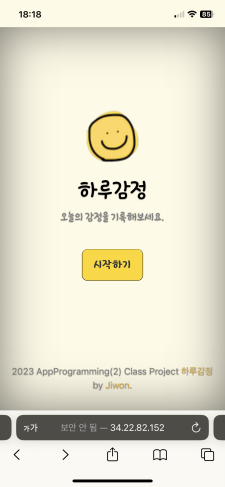 18:18
86
하루감정
오늘의 감정을 기록해보세요.
시작하기
2023 AppProgramming(2) Class Project 하루감정
by Jiwon.
가가 보안 안 됨 — 34.22.82.152